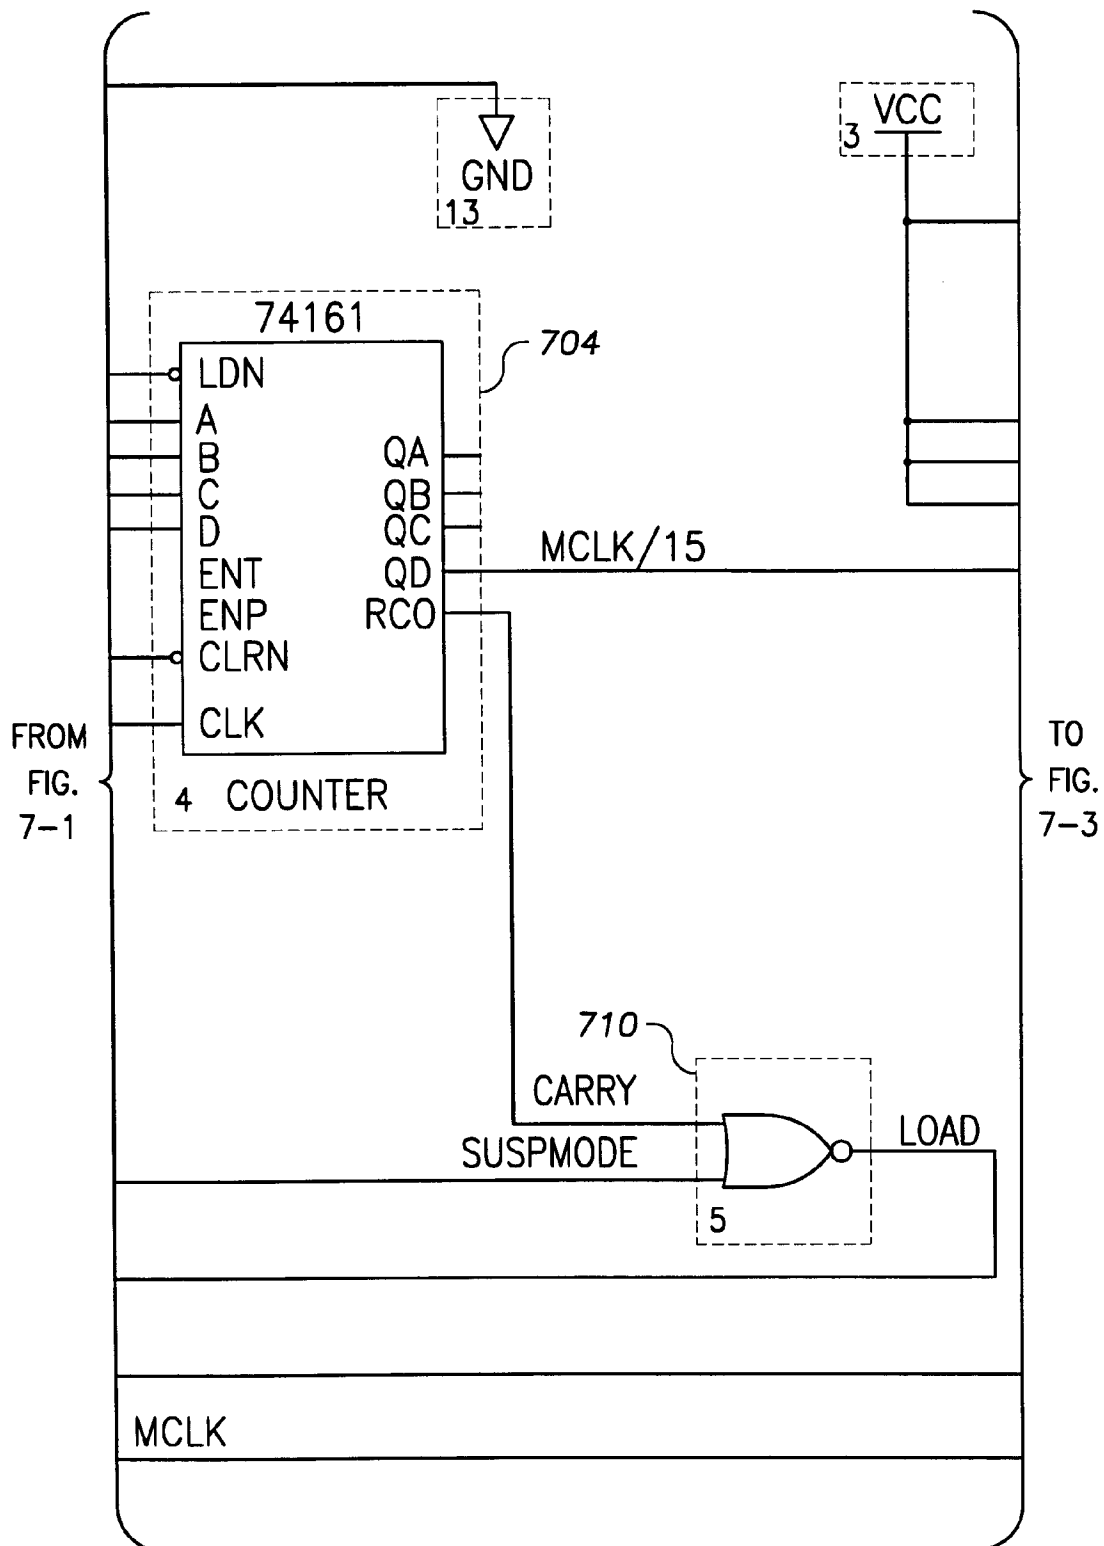 VCC
3
GND
13
74161
704
LDN
A
B
C
D
ENT
ENP
CLRN
CLK
QA
QB
QC
QD
RCO
MCLK/15
4 COUNTER
FROM
FIG.
7-1
TO
FIG.
7-3
710
CARRY
SUSPMODE
LOAD
5
MCLK